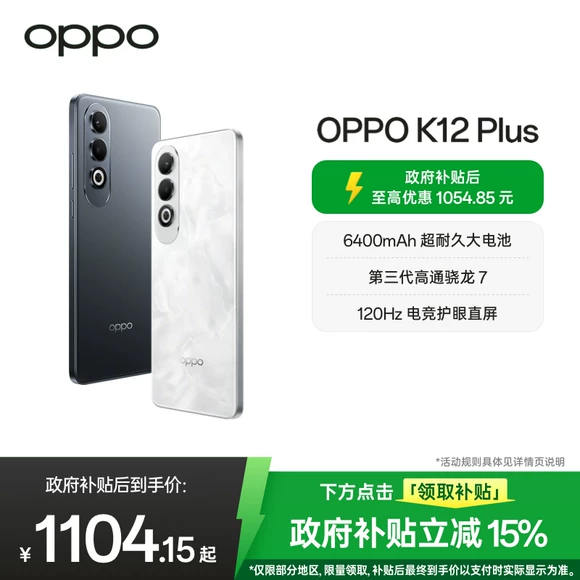 oppo
OPPO K12 Plus
政府补贴后
至高优惠 1054.85 元
6400mAh 超耐久大电池
第三代高通骁龙 7
120Hz 电竞护眼直屏
oppo
oppo
*活动规则具体见详情页说明
政府补贴后到手价:
¥1104.15 起
下方点击「领取补贴」
政府补贴立减 15%
*仅限部分地区, 限量领取, 补贴后最终到手价以支付时实际显示为准。